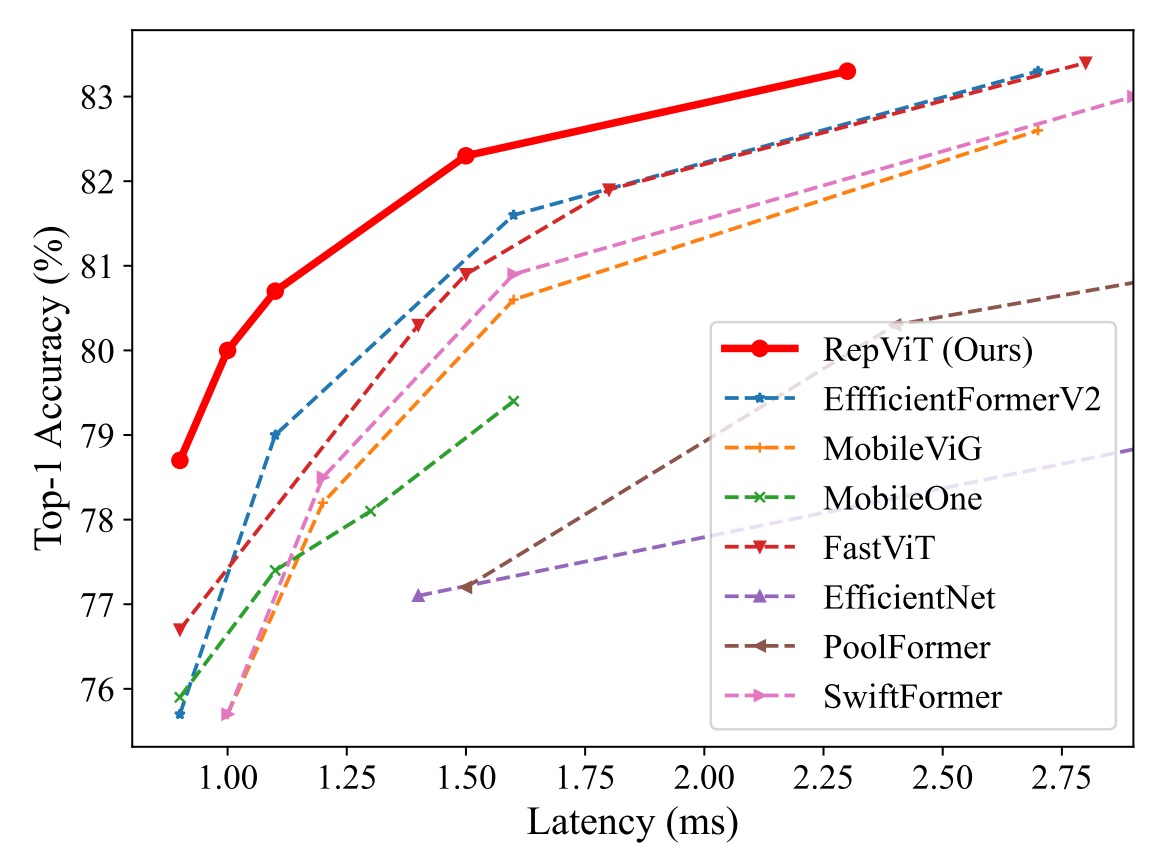 Top-1 Accuracy (%)
83
82
81
80
79
78
77
76
RepViT (Ours)
EffficientFormerV2
MobileViG
MobileOne
FastViT
EfficientNet
PoolFormer
SwiftFormer
1.00 1.25 1.50 1.75 2.00 2.25 2.50 2.75
Latency (ms)